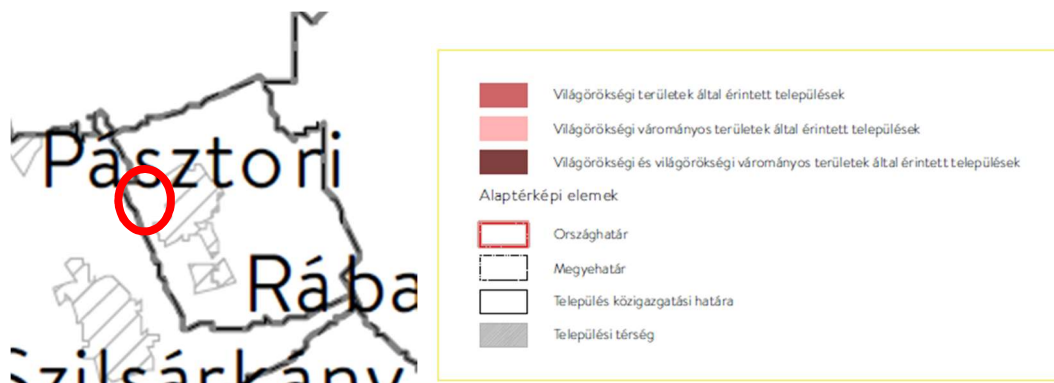 Pásztori
Rába
Szilsárkány
Világörökségi területek által érintett települések
Világörökségi várományos területek által érintett települések
Világörökségi és világörökségi várományos területek által érintett települések
Alaptérképi elemek
Országhatár
Megyehatár
Település közigazgatási határa
Települési térség